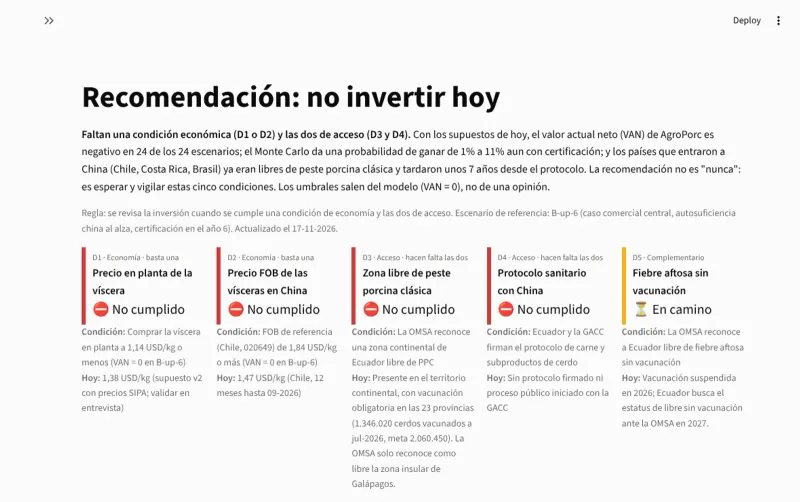 Deploy
Recomendación: no invertir hoy
Faltan una condición económica (D1 o D2) y las dos de acceso (D3 y D4). Con los supuestos de hoy, el valor actual neto (VAN) de AgroPorc es
negativo en 24 de los 24 escenarios; el Monte Carlo da una probabilidad de ganar de 1% a 11% aun con certificación; y los países que entraron a
China (Chile, Costa Rica, Brasil) ya eran libres de peste porcina clásica y tardaron unos 7 años desde el protocolo. La recomendación no es "nunca":
es esperar y vigilar estas cinco condiciones. Los umbrales salen del modelo (VAN = 0), no de una opinión.
Regla: se revisa la inversión cuando se cumple una condición de economía y las dos de acceso. Escenario de referencia: B-up-6 (caso comercial central, autosuficiencia
china al alza, certificación en el año 6). Actualizado el 17-11-2026.
D1 · Economía · basta una
Precio en planta de la
víscera
⛔ No cumplido
Condición: Comprar la víscera
en planta a 1,14 USD/kg o
menos (VAN = 0 en B-up-6)
Hoy: 1,38 USD/kg (supuesto v2
con precios SIPA; validar en
entrevista)
D2 · Economía · basta una
Precio FOB de las
vísceras en China
⛔ No cumplido
Condición: FOB de referencia
(Chile, 020649) de 1,84 USD/kg
o más (VAN = 0 en B-up-6)
Hoy: 1,47 USD/kg (Chile, 12
meses hasta 09-2026)
D3 · Acceso · hacen falta las dos
Zona libre de peste
porcina clásica
⛔ No cumplido
Condición: La OMSA reconoce
una zona continental de
Ecuador libre de PPC
Hoy: Presente en el territorio
continental, con vacunación
obligatoria en las 23 provincias
(1.346.020 cerdos vacunados a
jul-2026, meta 2.060.450). La
OMSA solo reconoce como
libre la zona insular de
Galápagos.
D4 · Acceso · hacen falta las dos
Protocolo sanitario
con China
⛔ No cumplido
Condición: Ecuador y la GACC
firman el protocolo de carne y
subproductos de cerdo
Hoy: Sin protocolo firmado ni
proceso público iniciado con la
GACC
D5 · Complementario
Fiebre aftosa sin
vacunación
⏳ En camino
Condición: La OMSA reconoce
a Ecuador libre de fiebre aftosa
sin vacunación
Hoy: Vacunación suspendida
en 2026; Ecuador busca el
estatus de libre sin vacunación
ante la OMSA en 2027.